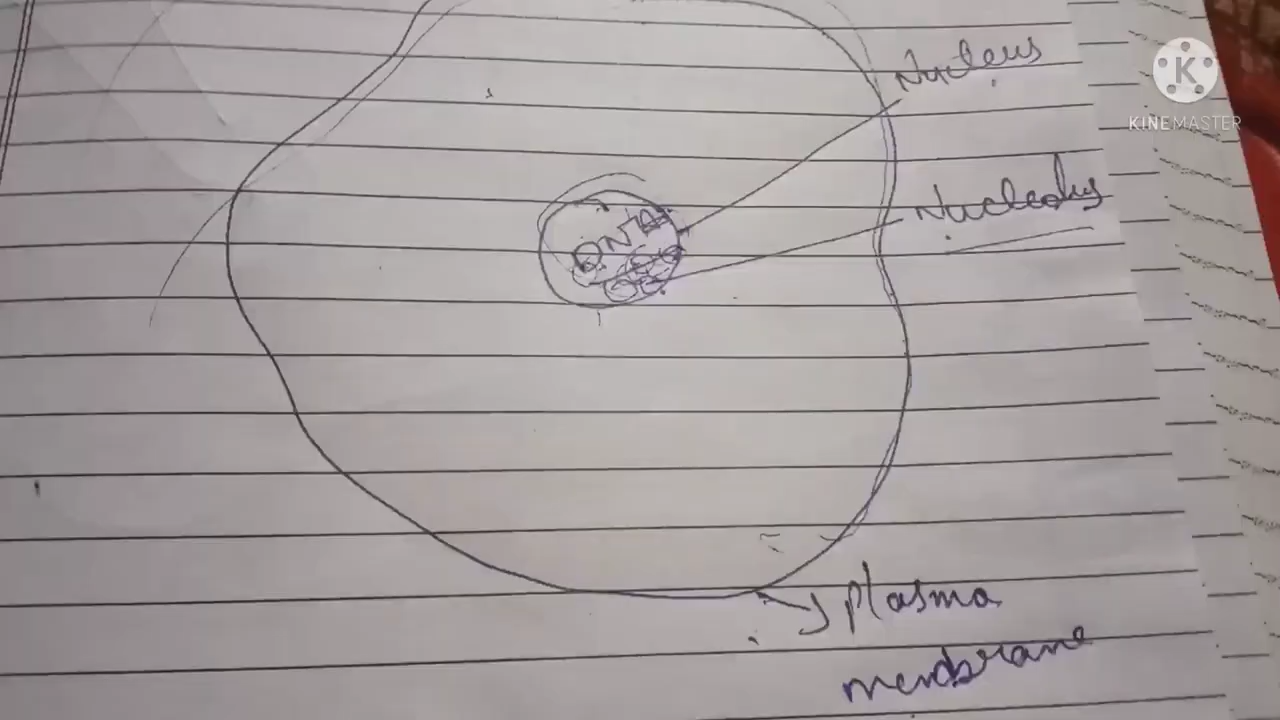 Nucleus
KINEMASTER
Nucleolus
DNA
Plasma
membrane